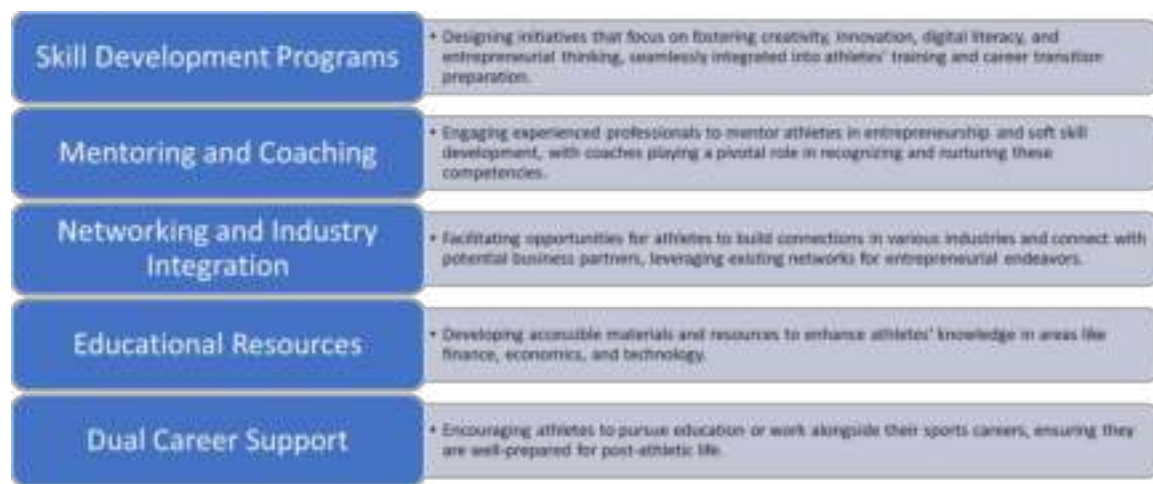 Skill Development Programs
• Designing initiatives that focus on fostering creativity, innovation, digital literacy, and
entrepreneurial thinking, seamlessly integrated into athletes' training and career transition
preparation.
Mentoring and Coaching
• Engaging experienced professionals to mentor athletes in entrepreneurship and soft skill
development, with coaches playing a pivotal role in recognizing and nurturing these
competencies.
Networking and Industry
Integration
• Facilitating opportunities for athletes to build connections in various industries and connect with
potential business partners, leveraging existing networks for entrepreneurial endeavors.
Educational Resources
• Developing accessible materials and resources to enhance athletes' knowledge in areas like
finance, economics, and technology.
Dual Career Support
• Encouraging athletes to pursue education or work alongside their sports careers, ensuring they
are well-prepared for post-athletic life.